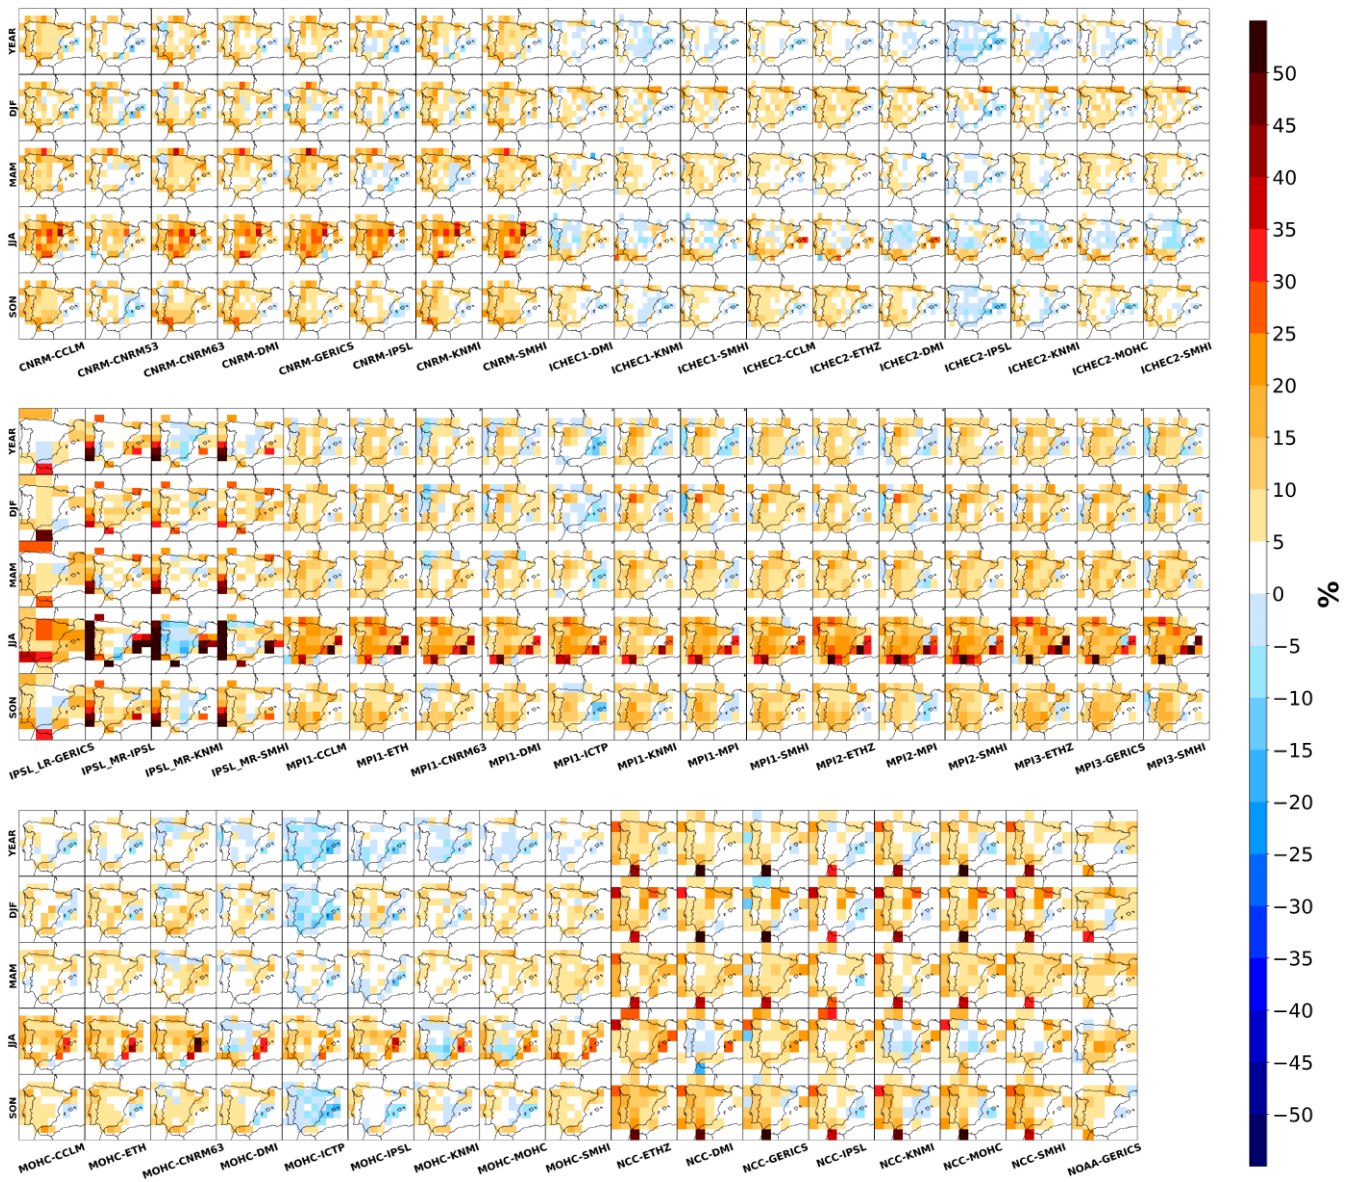 YEAR
DJF
MAM
JJA
SON
CNRM-CCLM CNRM-CNRM53 CNRM-CNRM63 CNRM-DMI CNRM-GERICS CNRM-IPSL CNRM-KNMI CNRM-SMHI ICHEC1-DMI ICHEC1-KNMI ICHEC1-SMHI ICHEC2-CCLM ICHEC2-ETHZ ICHEC2-DMI ICHEC2-IPSL ICHEC2-KNMI ICHEC2-MOHC ICHEC2-SMHI
YEAR
DJF
MAM
JJA
SON
IPSL_LR-GERICS IPSL_MR-IPSL IPSL_MR-KNMI IPSL_MR-SMHI MPI1-CCLM MPI1-ETH MPI1-CNRM63 MPI1-DMI MPI1-ICTP MPI1-KNMI MPI1-MPI MPI1-SMHI MPI2-ETHZ MPI2-MPI MPI2-SMHI MPI3-ETHZ MPI3-GERICS MPI3-SMHI
YEAR
DJF
MAM
JJA
SON
MOHC-CCLM MOHC-ETH MOHC-CNRM63 MOHC-DMI MOHC-ICTP MOHC-IPSL MOHC-KNMI MOHC-MOHC MOHC-SMHI NCC-ETHZ NCC-DMI NCC-GERICS NCC-IPSL NCC-KNMI NCC-MOHC NCC-SMHI NOAA-GERICS
50
45
40
35
30
25
20
15
10
5
0
−5
−10
−15
−20
−25
−30
−35
−40
−45
−50
%